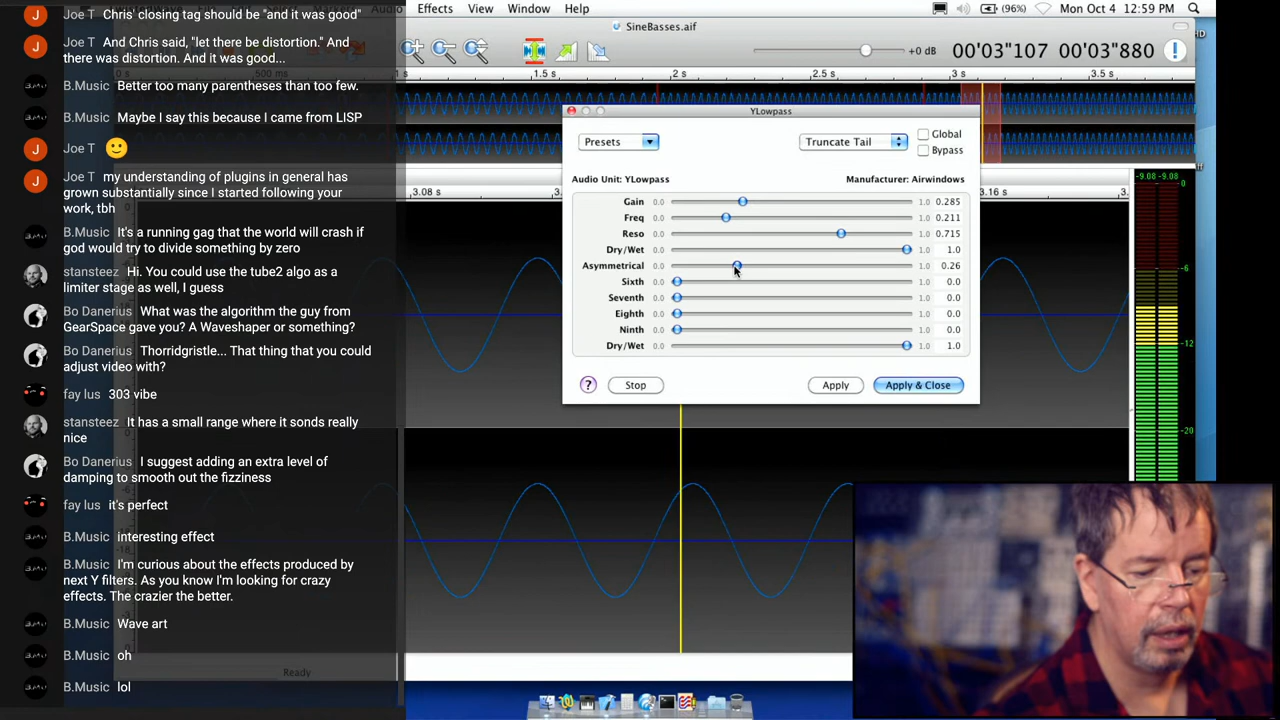 Joe T Chris' closing tag should be "and it was good"
Joe T And Chris said, "let there be distortion." And
there was distortion. And it was good...
B.Music Better too many parentheses than too few.
B.Music Maybe I say this because I came from LISP
Joe T
Joe T my understanding of plugins in general has
grown substantially since I started following your
work, tbh
B.Music It's a running gag that the world will crash if
god would try to divide something by zero
stansteez Hi. You could use the tube2 algo as a
limiter stage as well, I guess
Bo Danerius What was the algorithm the guy from
GearSpace gave you? A Waveshaper or something?
Bo Danerius Thorridgristle... That thing that you could
adjust video with?
fay lus 303 vibe
stansteez It has a small range where it sonds really
nice
Bo Danerius I suggest adding an extra level of
damping to smooth out the fizziness
fay lus it's perfect
B.Music interesting effect
B.Music I'm curious about the effects produced by
next Y filters. As you know I'm looking for crazy
effects. The crazier the better.
B.Music Wave art
B.Music oh
B.Music lol
Ready
Effects View Window Help
(96%) Mon Oct 4 12:59 PM
SineBasses.aif
+0 dB 00'03"107 00'03"880
0 s 500 ms 1 s 1.5 s 2 s 2.5 s 3 s 3.5 s
YLowpass
Presets Truncate Tail Global
Bypass
Audio Unit: YLowpass Manufacturer: Airwindows
Gain 0.0 1.0 0.285
Freq 0.0 1.0 0.211
Reso 0.0 1.0 0.715
Dry/Wet 0.0 1.0 1.0
Asymmetrical 0.0 1.0 0.26
Sixth 0.0 1.0 0.0
Seventh 0.0 1.0 0.0
Eighth 0.0 1.0 0.0
Ninth 0.0 1.0 0.0
Dry/Wet 0.0 1.0 1.0
? Stop Apply Apply & Close
3.08 3.16
-9.08 -9.08
0
-6
-12
-20